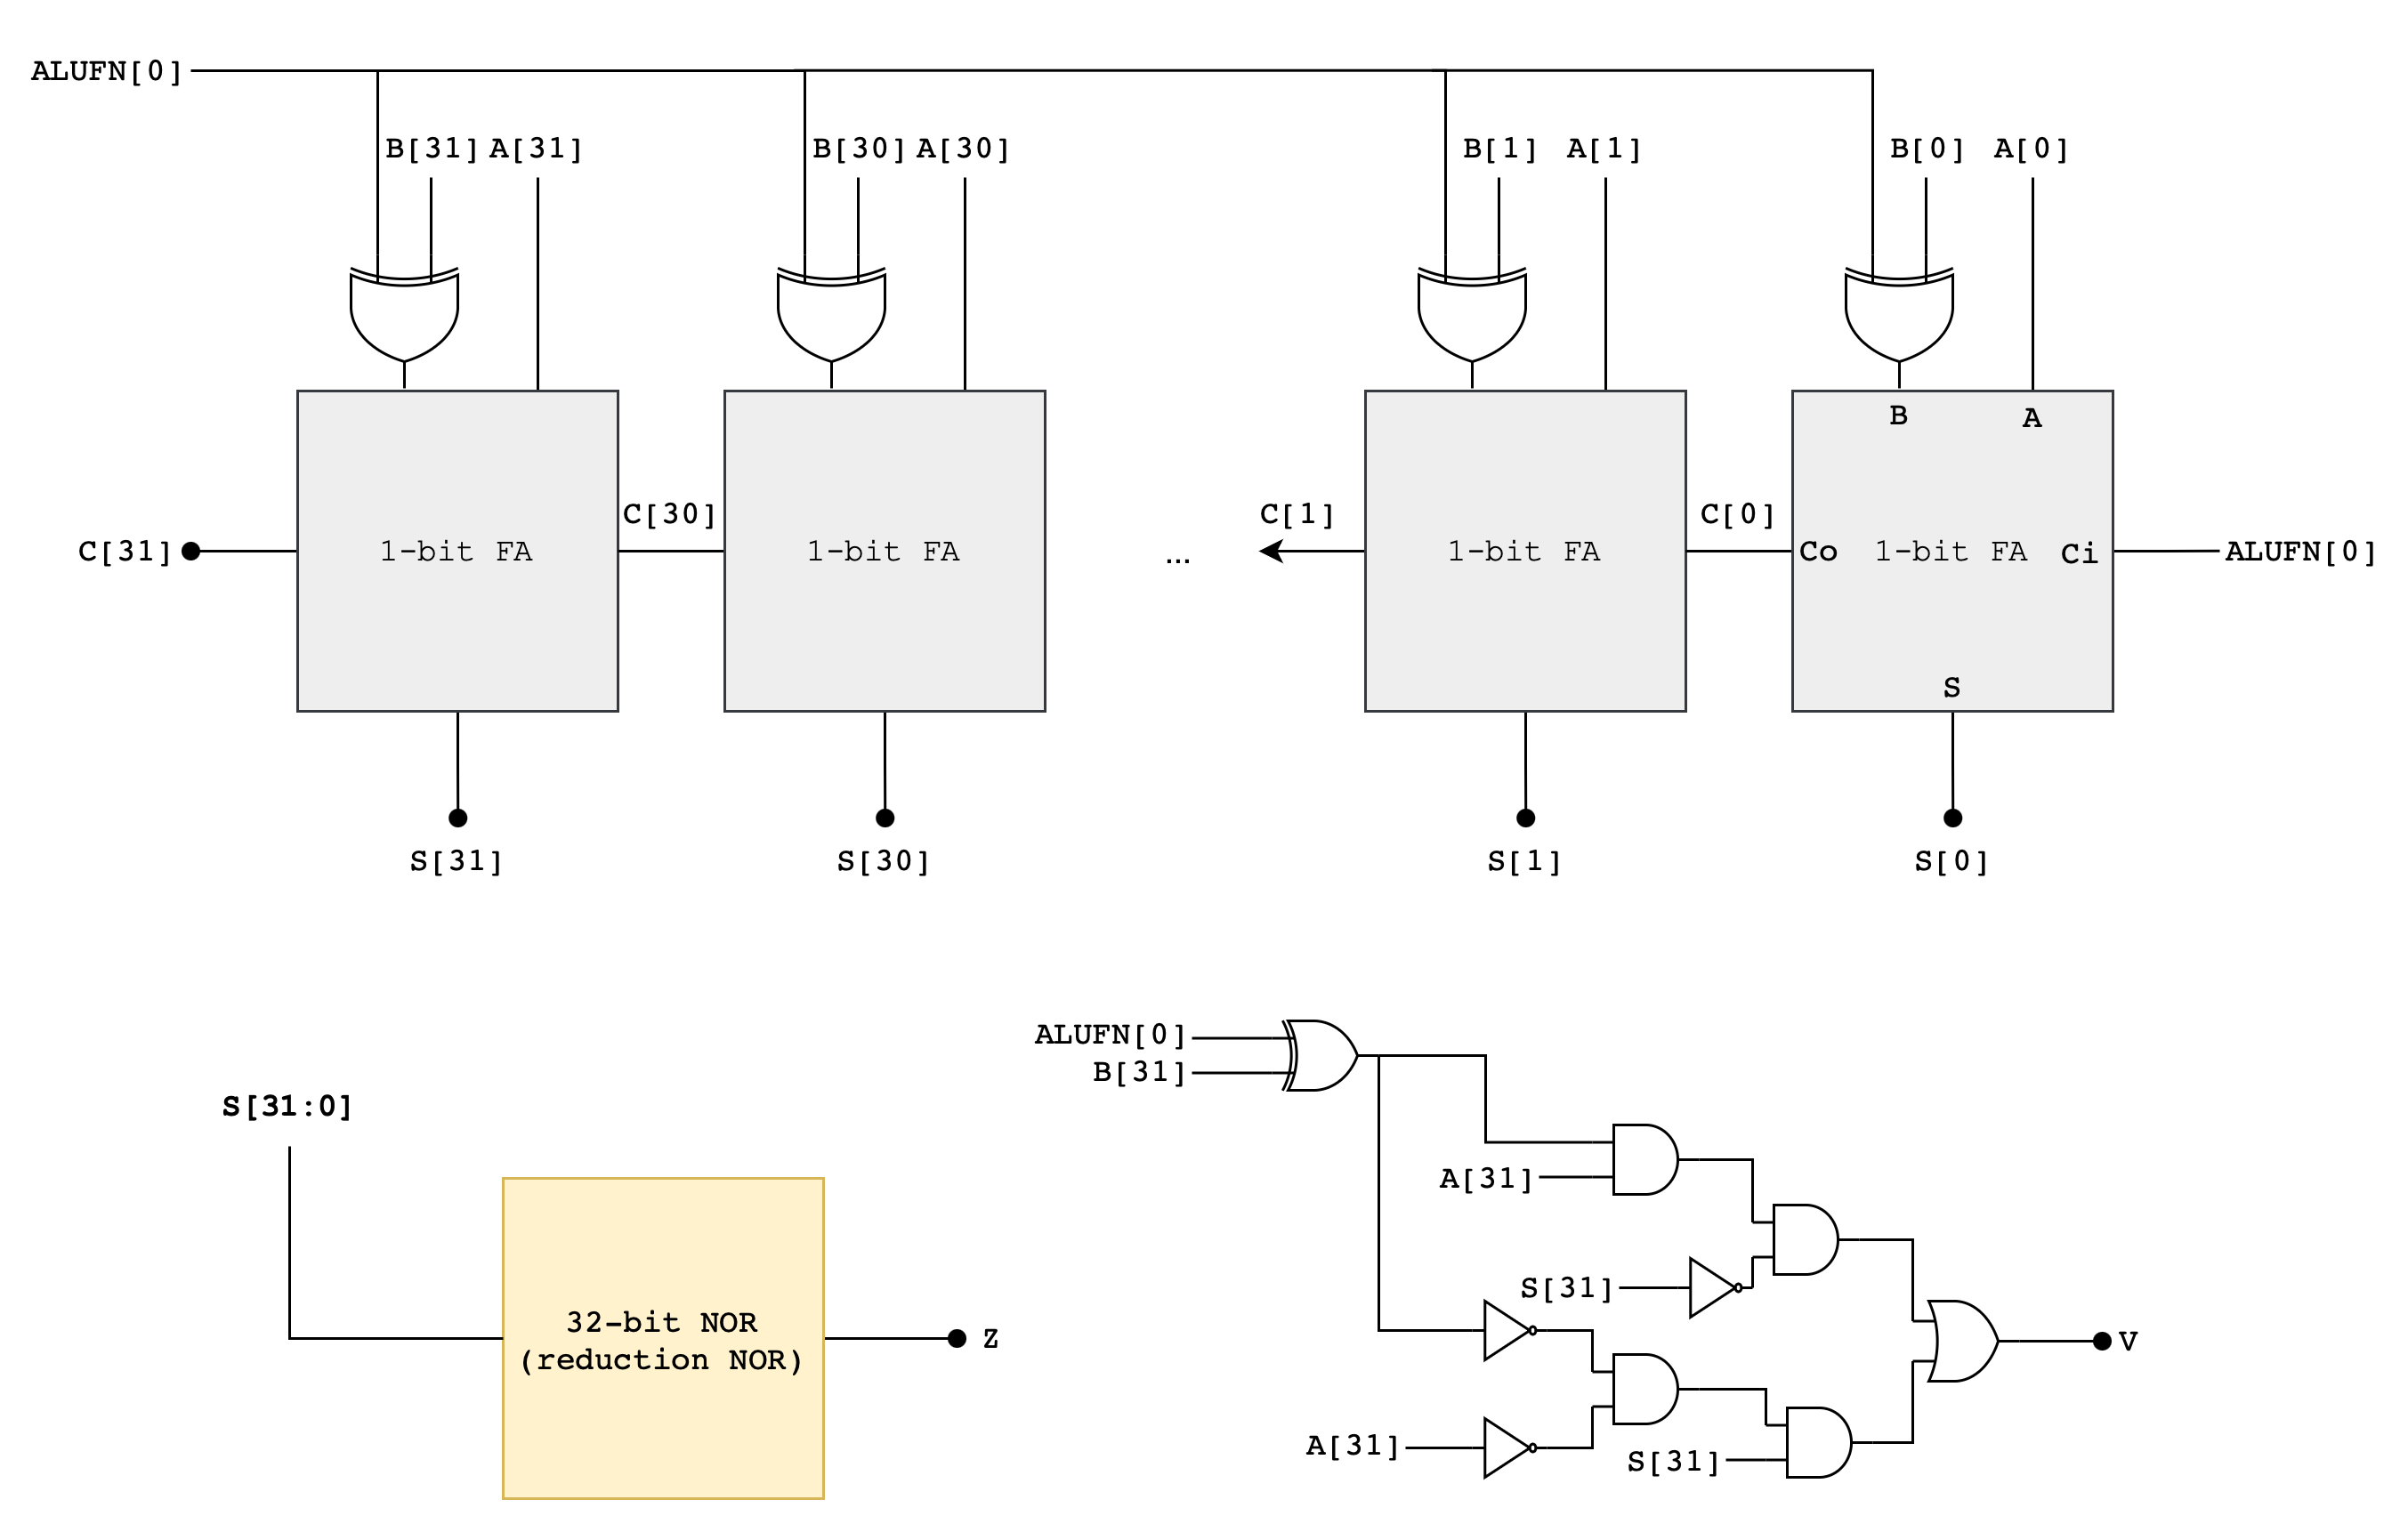 ALUFN[0]
B[31] A[31]
B[30] A[30]
B[1] A[1]
B[0] A[0]
B A
C[31]
1-bit FA
C[30]
1-bit FA
...
C[1]
1-bit FA
C[0]
Co 1-bit FA Ci
ALUFN[0]
S
S[31]
S[30]
S[1]
S[0]
S[31:0]
32-bit NOR
(reduction NOR)
Z
ALUFN[0]
B[31]
A[31]
S[31]
A[31]
S[31]
V